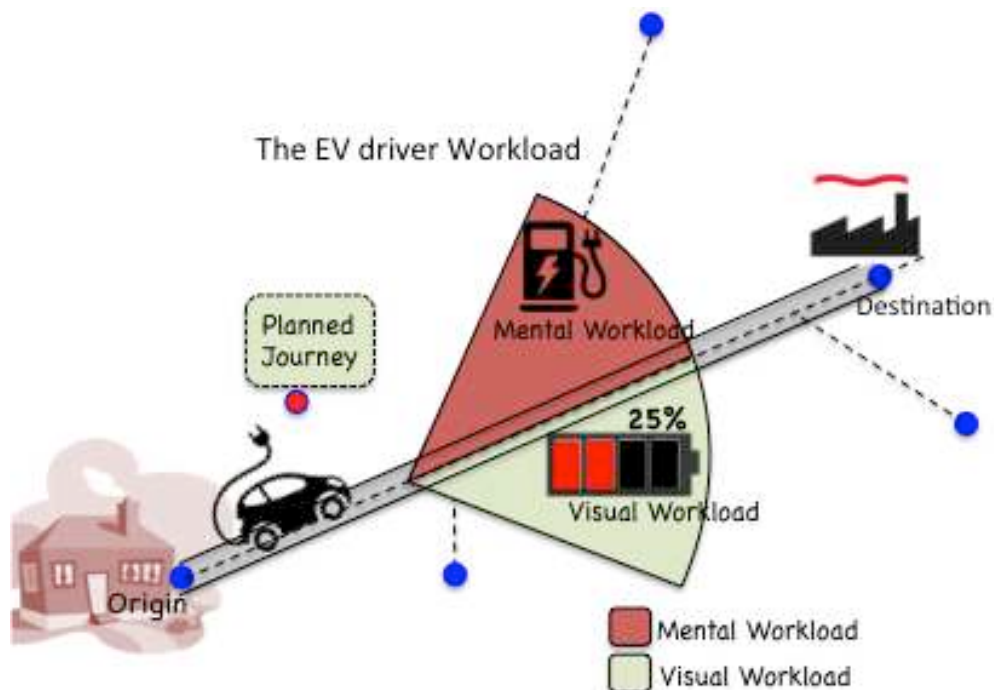 The EV driver Workload
Planned
Journey
Mental Workload
Destination
25%
Visual Workload
Origin
Mental Workload
Visual Workload